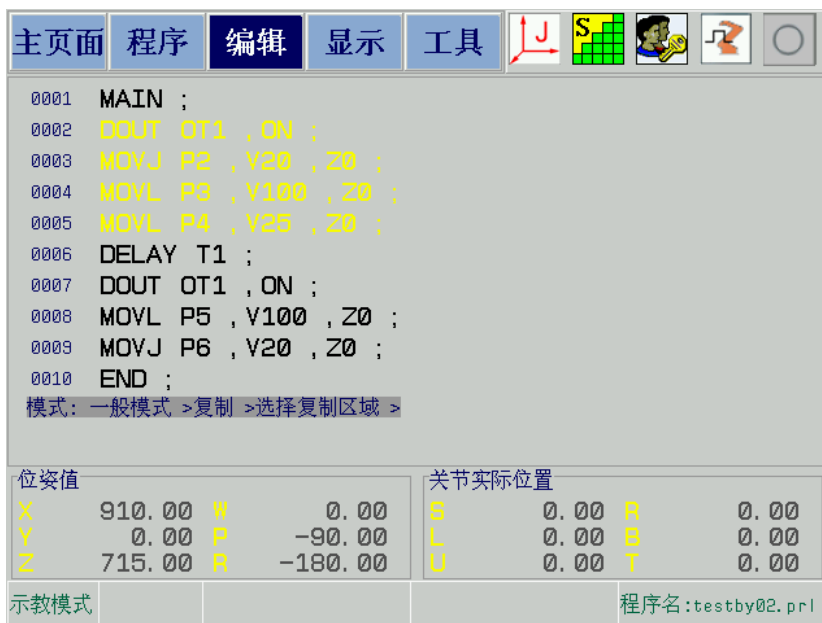 主页面 程序 编辑 显示 工具 J S
0001 MAIN ;
0002 DOUT OT1 ,ON ;
0003 MOVJ P2 ,V20 ,Z0 ;
0004 MOVL P3 ,V100 ,Z0 ;
0005 MOVL P4 ,V25 ,Z0 ;
0006 DELAY T1 ;
0007 DOUT OT1 ,ON ;
0008 MOVL P5 ,V100 ,Z0 ;
0009 MOVJ P6 ,V20 ,Z0 ;
0010 END ;
模式: 一般模式 >复制 >选择复制区域 >
位姿值 关节实际位置
X 910.00 W 0.00 S 0.00 R 0.00
Y 0.00 P -90.00 L 0.00 B 0.00
Z 715.00 R -180.00 U 0.00 T 0.00
示教模式 程序名:testby02.prl